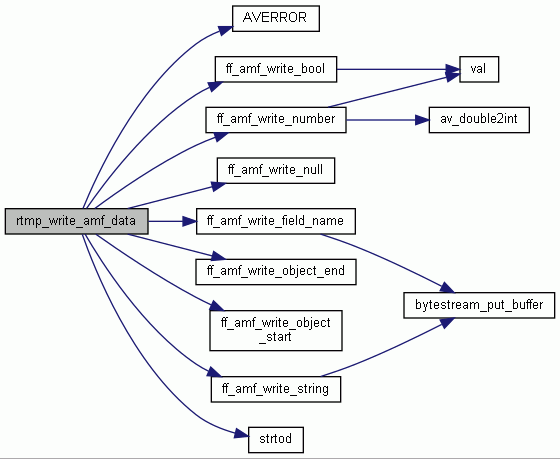 AVERROR
ff_amf_write_bool
val
ff_amf_write_number
av_double2int
ff_amf_write_null
rtmp_write_amf_data
ff_amf_write_field_name
ff_amf_write_object_end
bytestream_put_buffer
ff_amf_write_object
_start
ff_amf_write_string
strtod